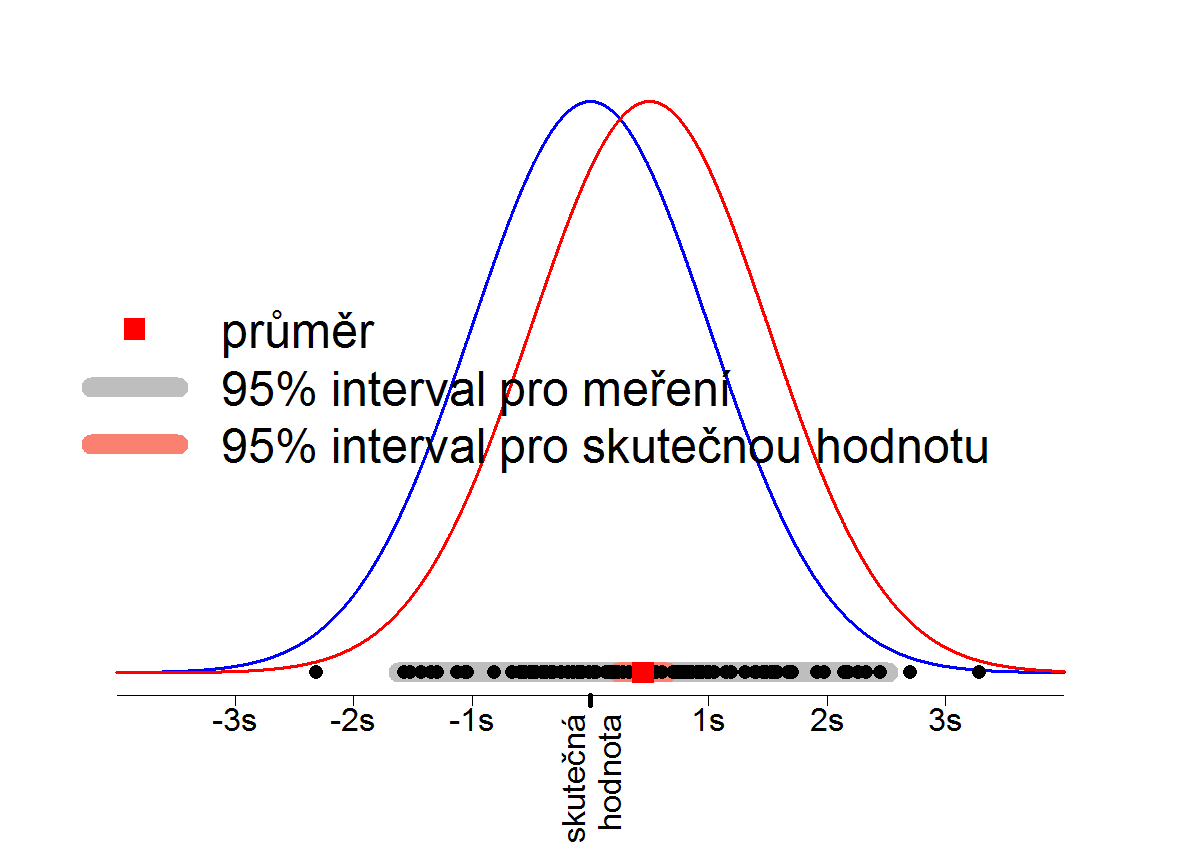 průměr
95% interval pro meření
95% interval pro skutečnou hodnotu
-3s
-2s
-1s
1s
2s
3s
skutečná
hodnota